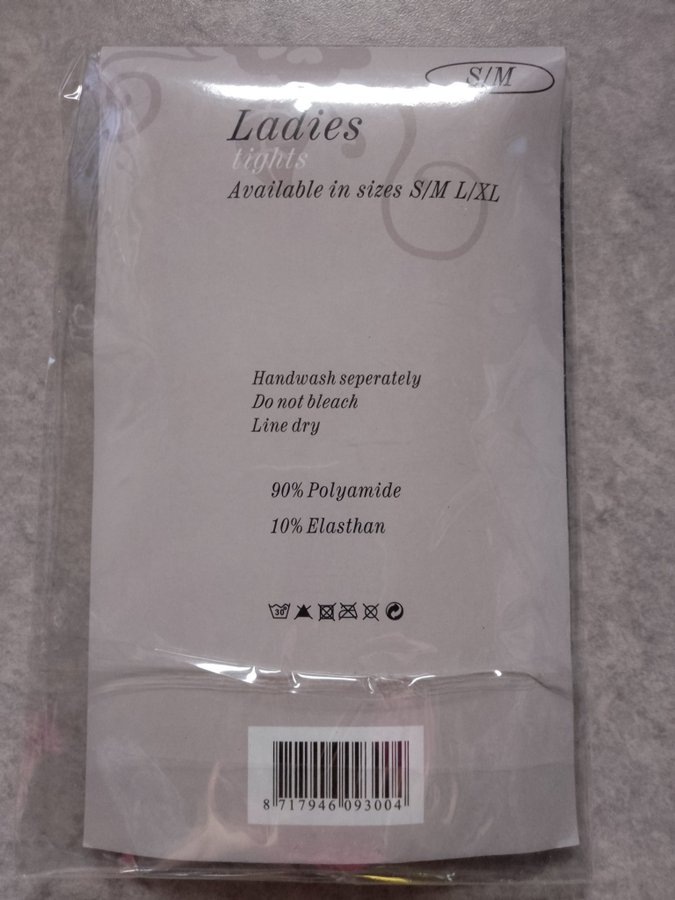 S/M
Ladies
tights
Available in sizes S/M L/XL
Handwash seperately
Do not bleach
Line dry
90% Polyamide
10% Elasthan
30°
8 717946 093004